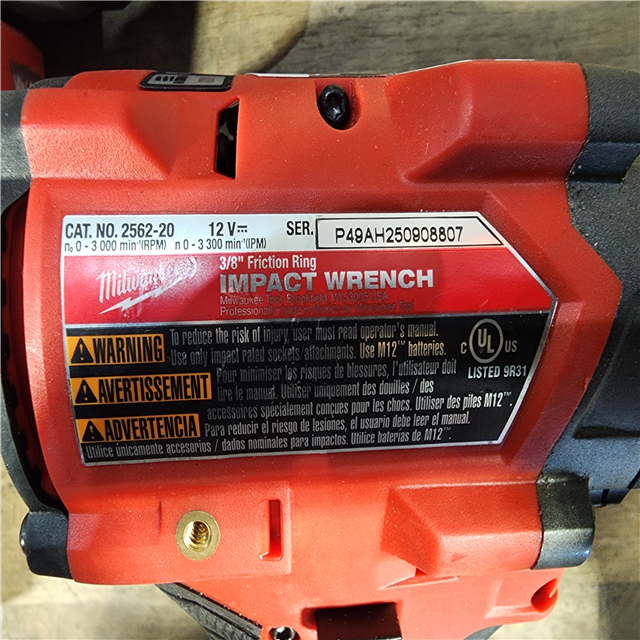 CAT. NO. 2562-20 12 V⎓ SER. P49AH250908807
n₀ 0 - 3 000 min⁻¹(RPM) n 0 - 3 300 min⁻¹(IPM)
Milwaukee
3/8" Friction Ring
IMPACT WRENCH
Milwaukee Tool, Brookfield, WI 53005 USA
Professionally made in
Tool
WARNING To reduce the risk of injury, user must read operator's manual.
Use only impact rated sockets/attachments. Use M12™ batteries.
AVERTISSEMENT Pour minimiser les risques de blessures, l'utilisateur doit
lire le manuel. Utiliser uniquement des douilles / des
accessoires spécialement conçues pour les chocs. Utiliser des piles M12™.
ADVERTENCIA Para reducir el riesgo de lesiones, el usuario debe leer el manual.
Utilice únicamente accesorios / dados nominales para impactos. Utilice baterias de M12™.
C UL US
LISTED 9R31